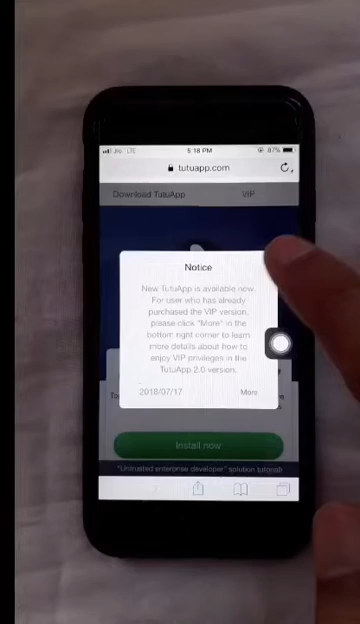 Jio LTE 5:18 PM 87%
tutuapp.com
Download TutuApp VIP
Notice
New TutuApp is available now.
For user who has already
purchased the VIP version,
please click "More" in the
bottom right corner to learn
more details about how to
enjoy VIP privileges in the
TutuApp 2.0 version.
2018/07/17 More
Install now
"Untrusted enterprise developer" solution tutorial!